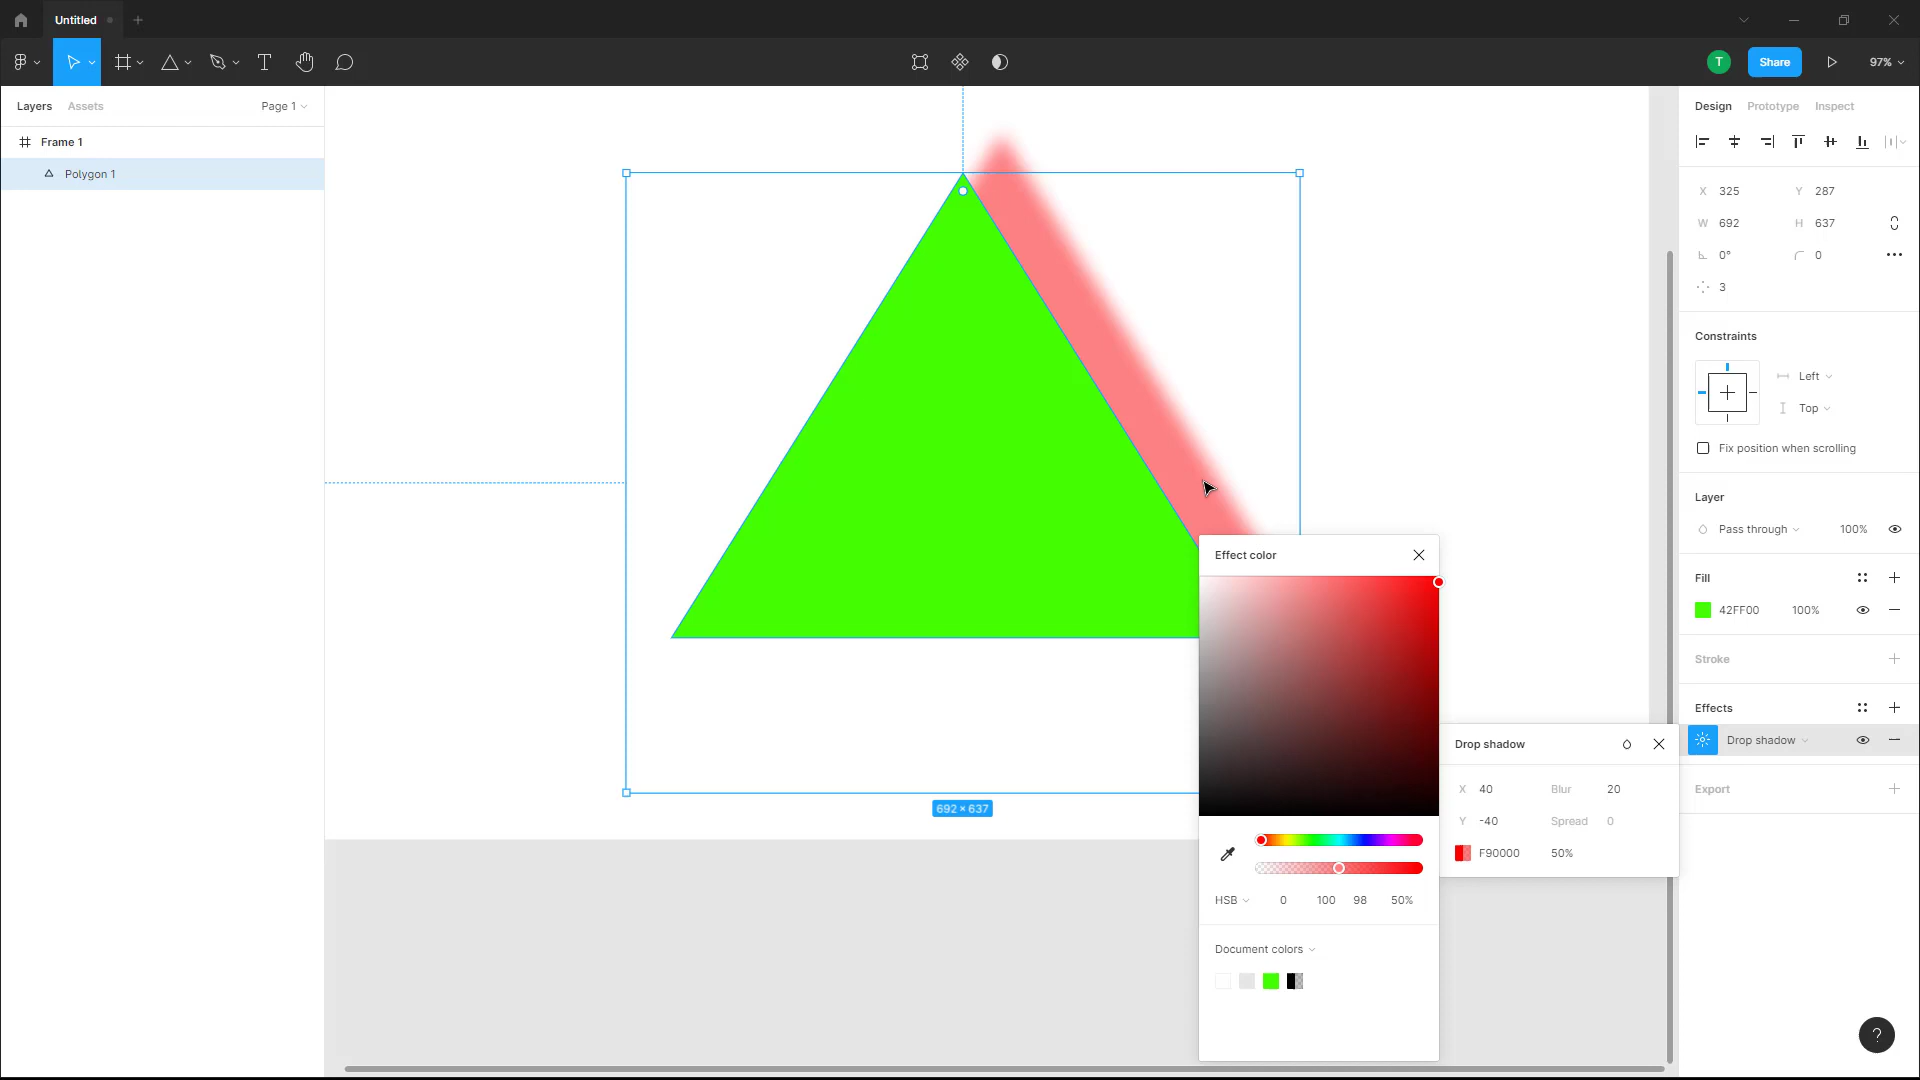 Untitled
T
Share
97%
Layers
Assets
Page 1
Design
Prototype
Inspect
Frame 1
Polygon 1
X 325
Y 287
W 692
H 637
0°
0
3
Constraints
Left
Top
Fix position when scrolling
Layer
Pass through
100%
Fill
42FF00
100%
Stroke
Effects
Drop shadow
Export
692 × 637
Effect color
HSB
0
100
98
50%
Document colors
Drop shadow
X 40
Blur 20
Y -40
Spread 0
F90000
50%
?